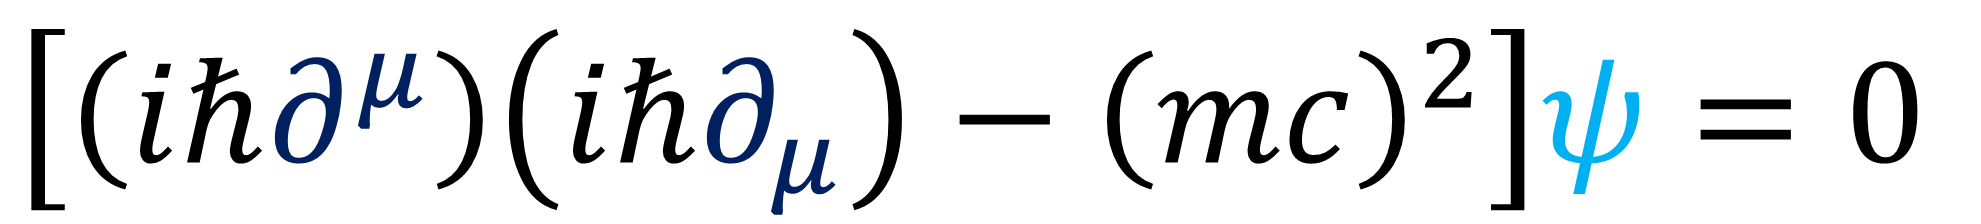 [(iħ∂^μ)(iħ∂_μ) − (mc)²]ψ = 0